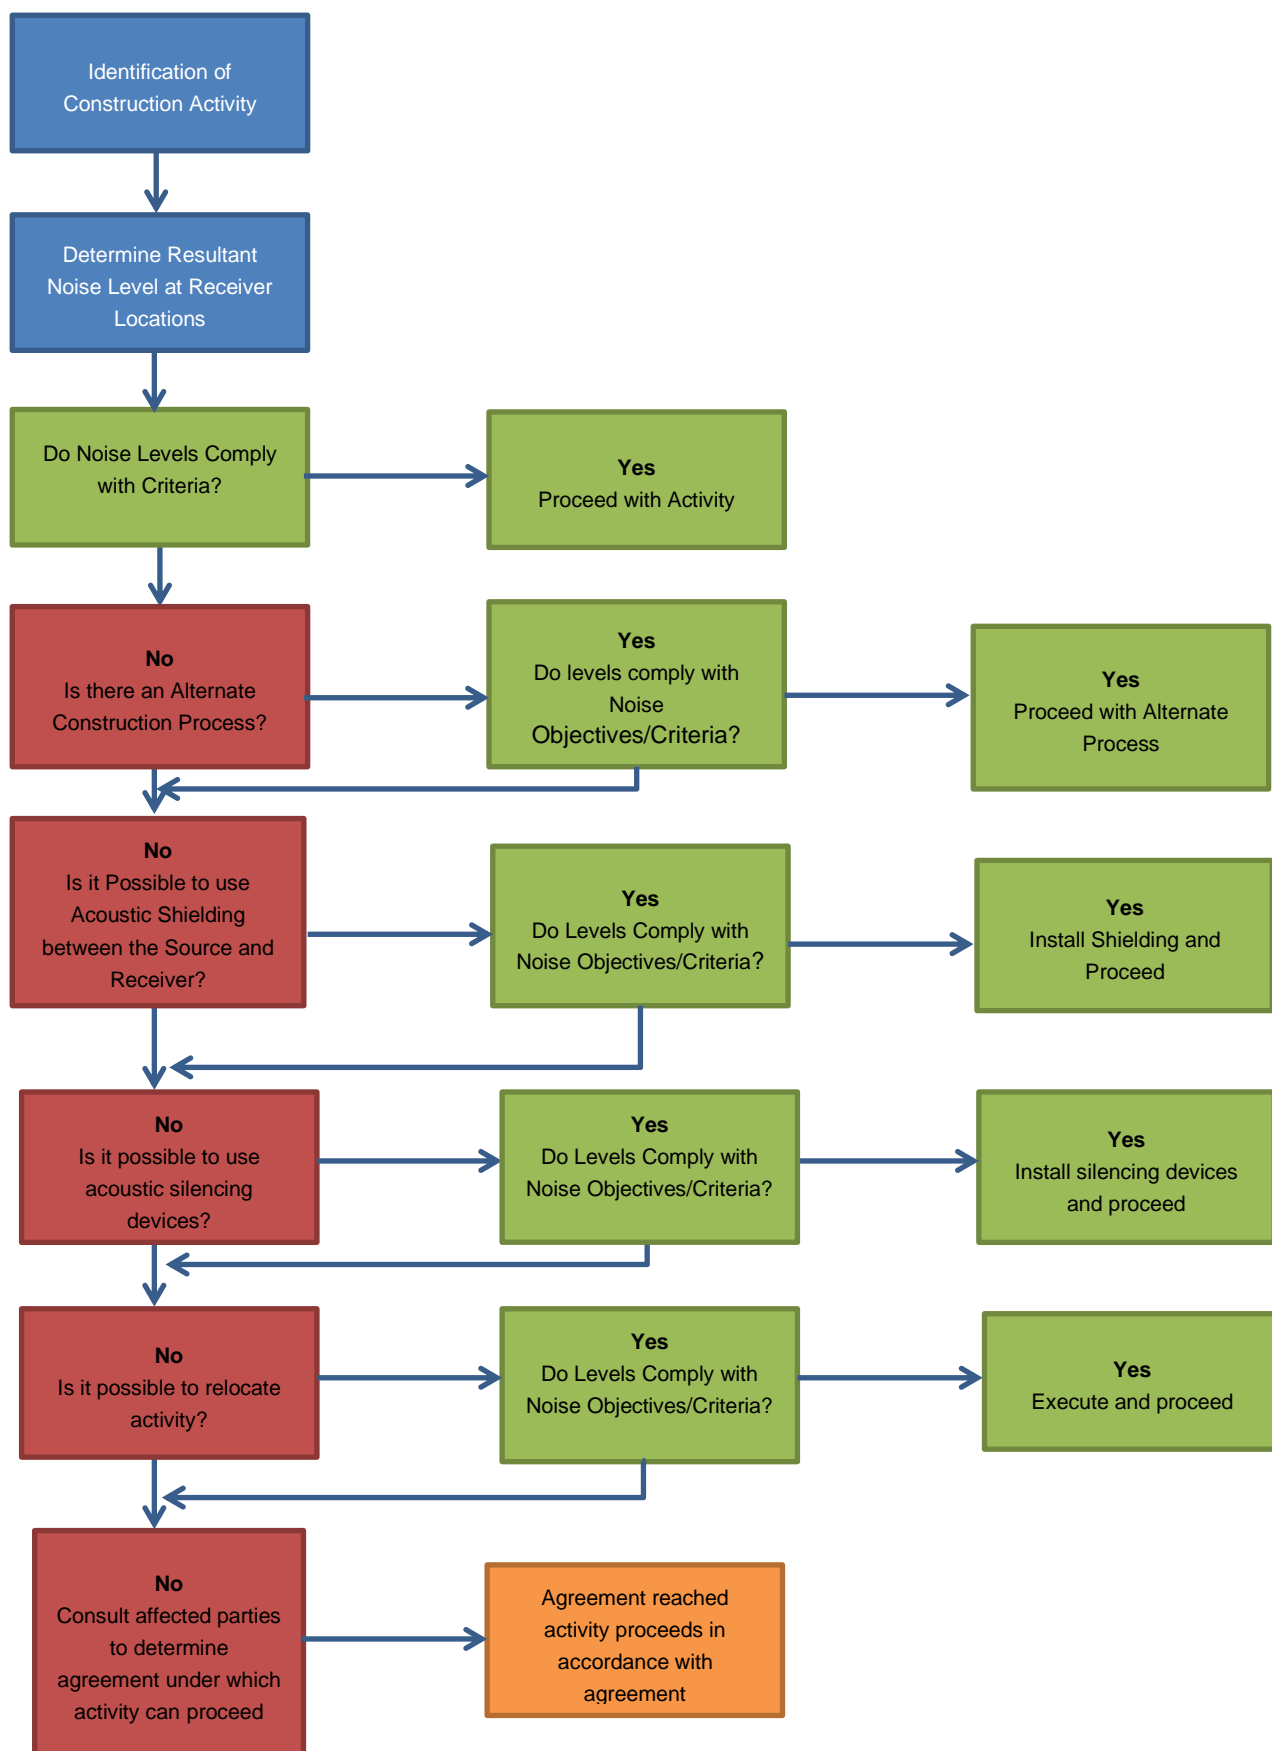 Identification of
Construction Activity
Determine Resultant
Noise Level at Receiver
Locations
Do Noise Levels Comply
with Criteria?
Yes
Proceed with Activity
No
Is there an Alternate
Construction Process?
Yes
Do levels comply with
Noise
Objectives/Criteria?
Yes
Proceed with Alternate
Process
No
Is it Possible to use
Acoustic Shielding
between the Source and
Receiver?
Yes
Do Levels Comply with
Noise Objectives/Criteria?
Yes
Install Shielding and
Proceed
No
Is it possible to use
acoustic silencing
devices?
Yes
Do Levels Comply with
Noise Objectives/Criteria?
Yes
Install silencing devices
and proceed
No
Is it possible to relocate
activity?
Yes
Do Levels Comply with
Noise Objectives/Criteria?
Yes
Execute and proceed
No
Consult affected parties
to determine
agreement under which
activity can proceed
Agreement reached
activity proceeds in
accordance with
agreement